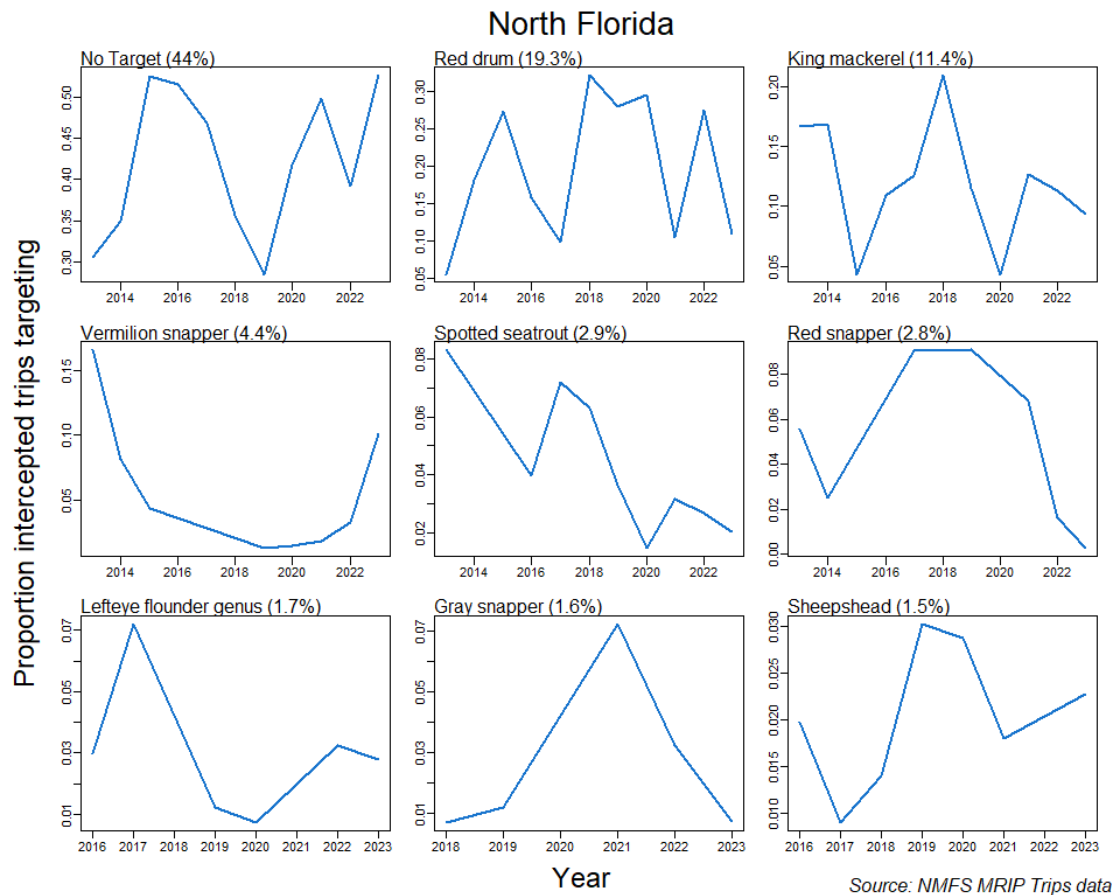 North Florida
Proportion intercepted trips targeting
No Target (44%)
0.30 0.35 0.40 0.45 0.50
2014 2016 2018 2020 2022
Red drum (19.3%)
0.05 0.10 0.15 0.20 0.25 0.30
2014 2016 2018 2020 2022
King mackerel (11.4%)
0.05 0.10 0.15 0.20
2014 2016 2018 2020 2022
Vermilion snapper (4.4%)
0.05 0.10 0.15
2014 2016 2018 2020 2022
Spotted seatrout (2.9%)
0.02 0.04 0.06 0.08
2014 2016 2018 2020 2022
Red snapper (2.8%)
0.00 0.02 0.04 0.06 0.08
2014 2016 2018 2020 2022
Lefteye flounder genus (1.7%)
0.01 0.03 0.05 0.07
2016 2017 2018 2019 2020 2021 2022 2023
Gray snapper (1.6%)
0.01 0.03 0.05 0.07
2018 2019 2020 2021 2022 2023
Sheepshead (1.5%)
0.010 0.015 0.020 0.025 0.030
2016 2017 2018 2019 2020 2021 2022 2023
Year
Source: NMFS MRIP Trips data